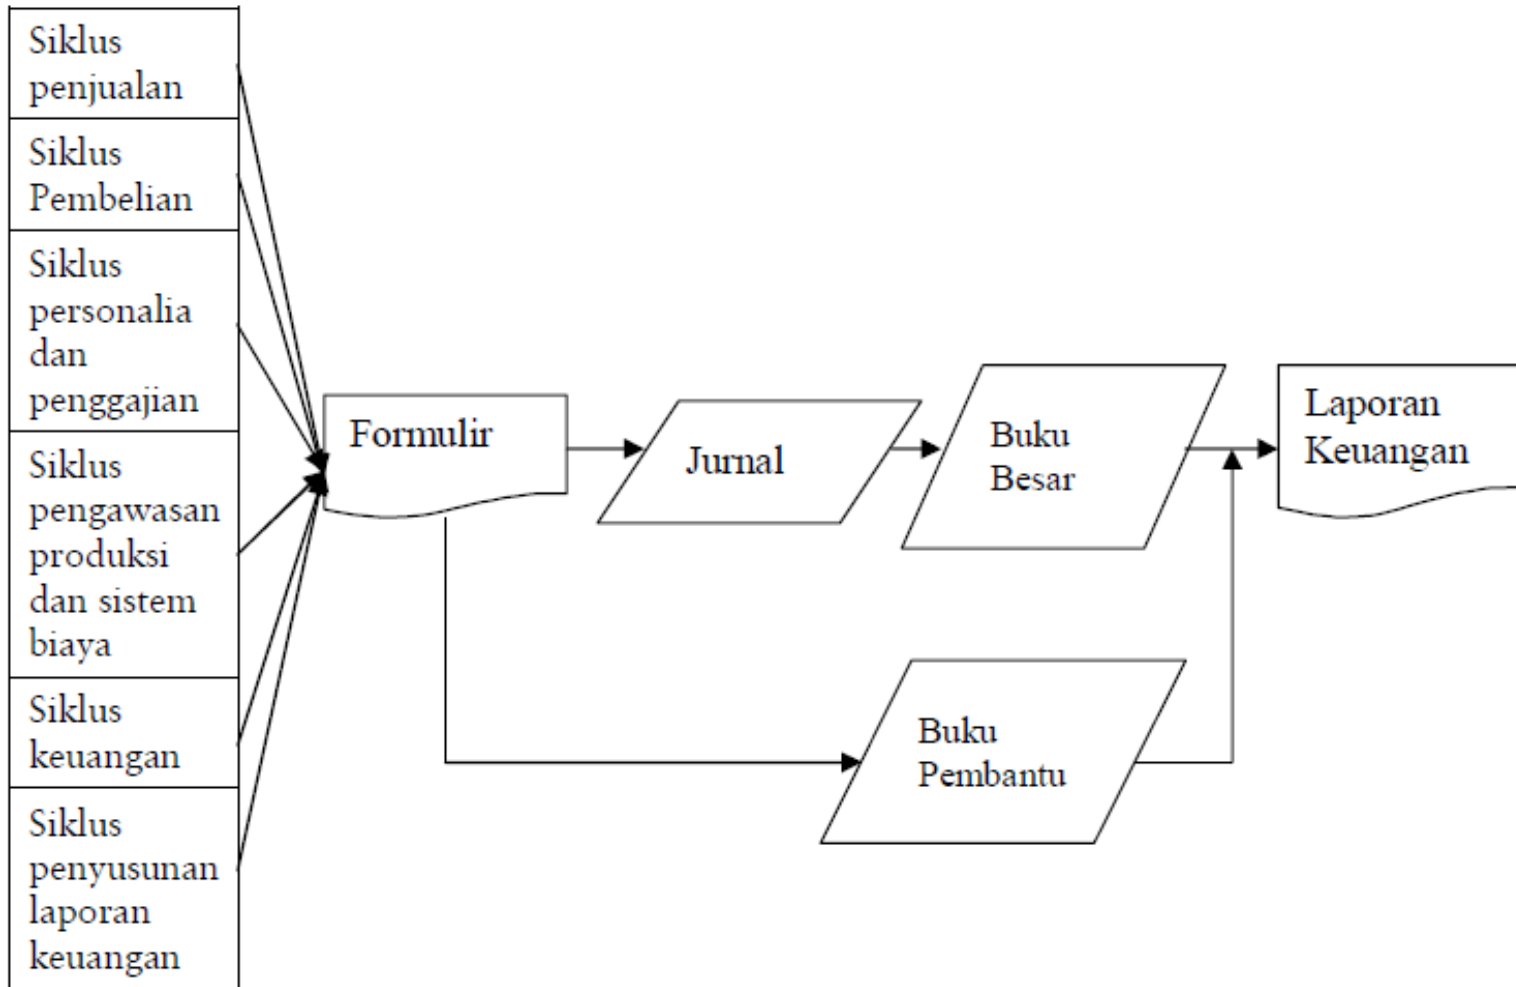 Siklus
penjualan
Siklus
Pembelian
Siklus
personalia
dan
penggajian
Siklus
pengawasan
produksi
dan sistem
biaya
Siklus
keuangan
Siklus
penyusunan
laporan
keuangan
Formulir
Jurnal
Buku
Besar
Laporan
Keuangan
Buku
Pembantu